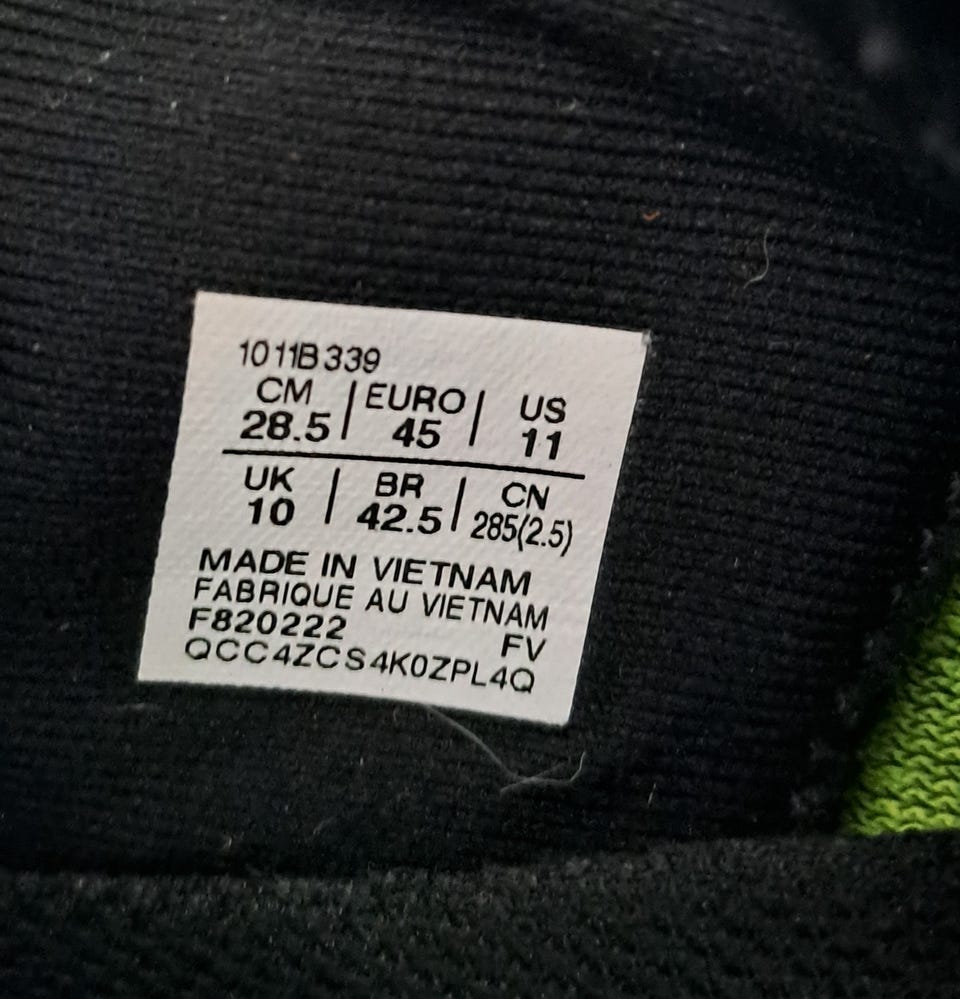 1011B339
CM | EURO | US
28.5 | 45 | 11
UK | BR | CN
10 | 42.5 | 285(2.5)
MADE IN VIETNAM
FABRIQUE AU VIETNAM
F820222 FV
QCC4ZCS4K0ZPL4Q